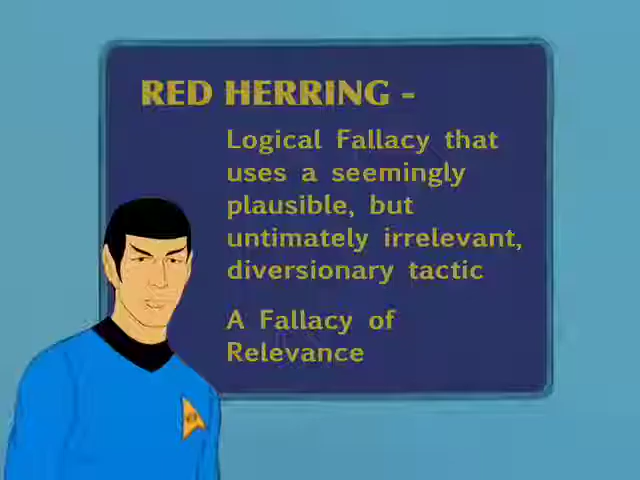 RED HERRING -
Logical Fallacy that
uses a seemingly
plausible, but
untimately irrelevant,
diversionary tactic
A Fallacy of
Relevance